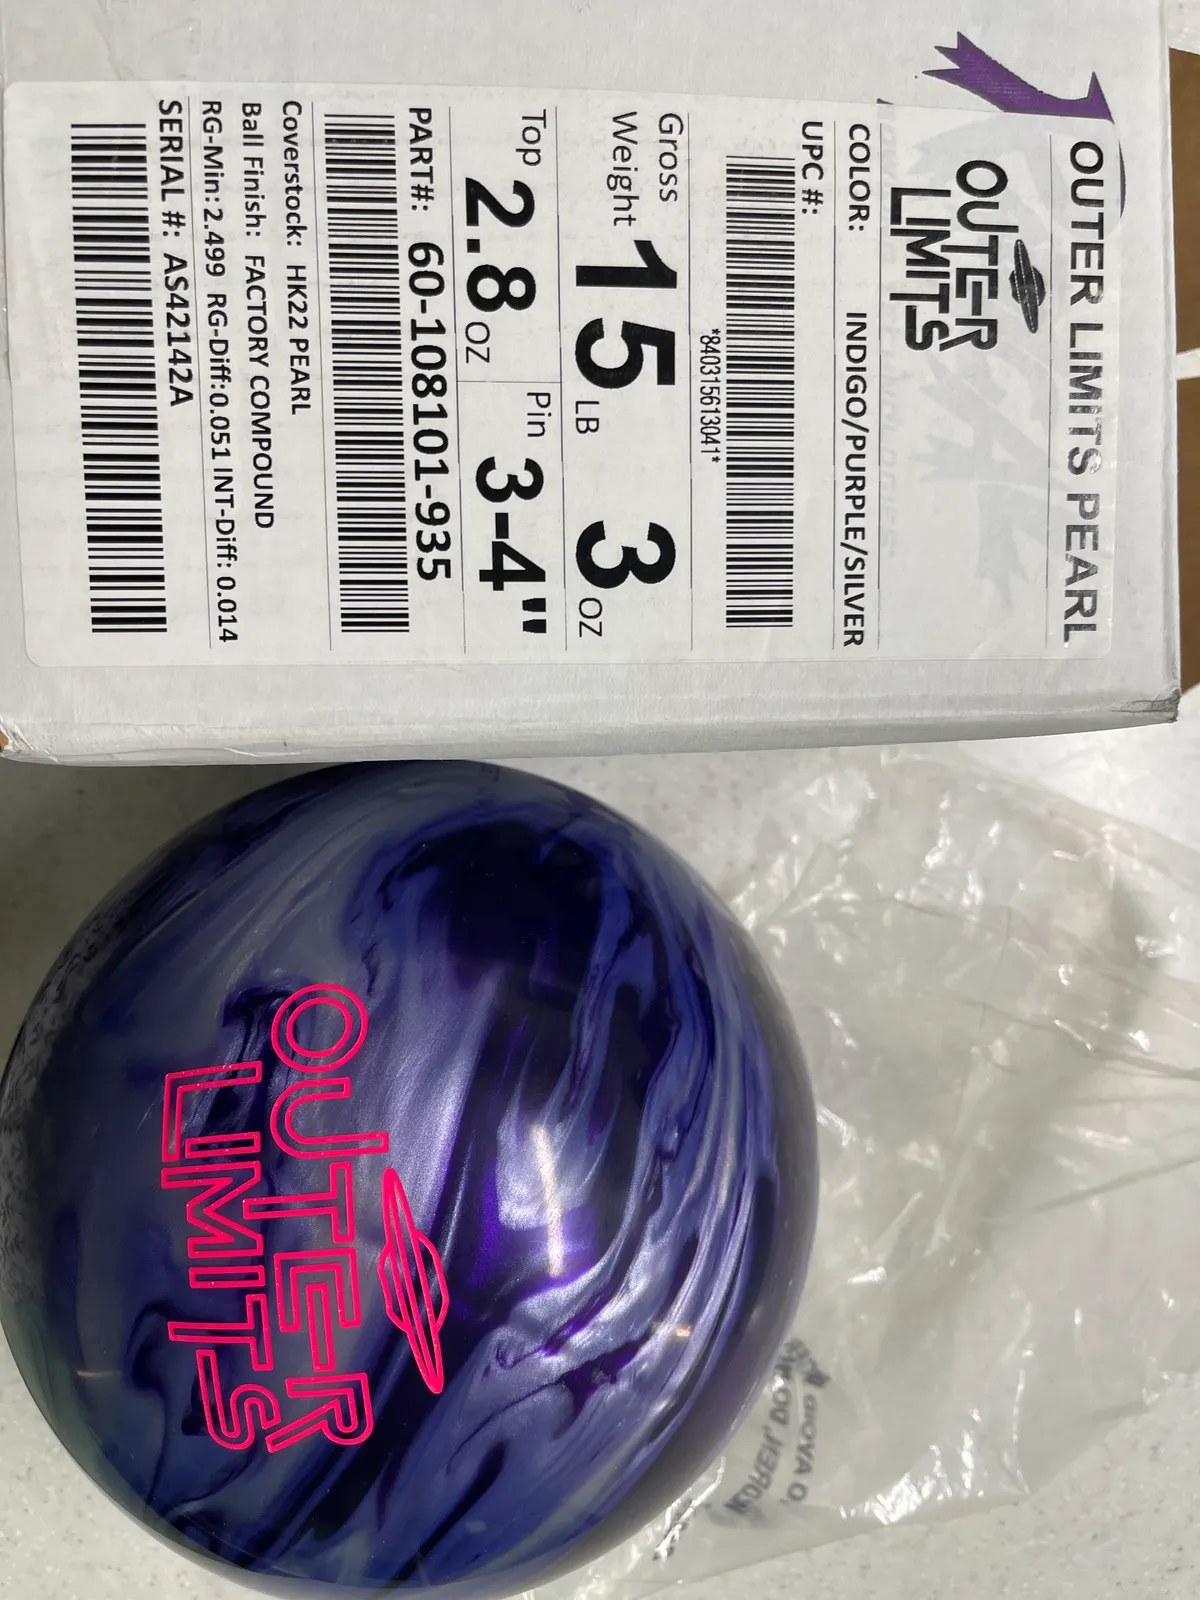 OUTER LIMITS PEARL
OUTER
LIMITS
COLOR: INDIGO/PURPLE/SILVER
UPC #:
*840315613041*
Gross
Weight 15 LB 3 OZ
Top 2.8 OZ Pin 3-4"
PART#: 60-108101-935
Coverstock: HK22 PEARL
Ball Finish: FACTORY COMPOUND
RG-Min:2.499 RG-Diff:0.051 INT-Diff: 0.014
SERIAL #: AS42142A
OUTER
LIMITS